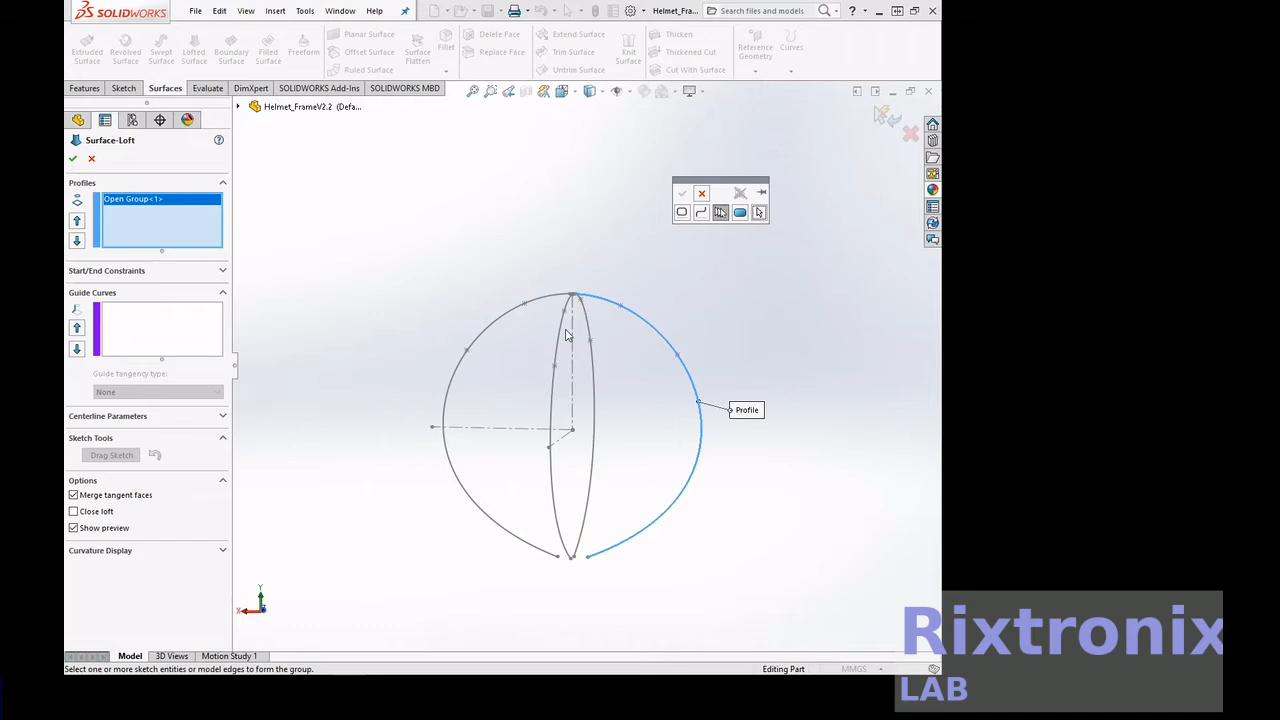 SOLIDWORKS
File Edit View Insert Tools Window Help
Helmet_Fra...
Search files and models
Extruded Surface
Revolved Surface
Swept Surface
Lofted Surface
Boundary Surface
Filled Surface
Freeform
Planar Surface
Offset Surface
Ruled Surface
Surface Flatten
Fillet
Delete Face
Replace Face
Extend Surface
Trim Surface
Untrim Surface
Knit Surface
Thicken
Thickened Cut
Cut With Surface
Reference Geometry
Curves
Features Sketch Surfaces Evaluate DimXpert SOLIDWORKS Add-Ins SOLIDWORKS MBD
Helmet_FrameV2.2 (Defa...
Surface-Loft
Profiles
Open Group<1>
Start/End Constraints
Guide Curves
Guide tangency type:
None
Centerline Parameters
Sketch Tools
Drag Sketch
Options
Merge tangent faces
Close loft
Show preview
Curvature Display
Profile
Y
X
Model 3D Views Motion Study 1
Select one or more sketch entities or model edges to form the group.
Editing Part
MMGS
Rixtronix
LAB